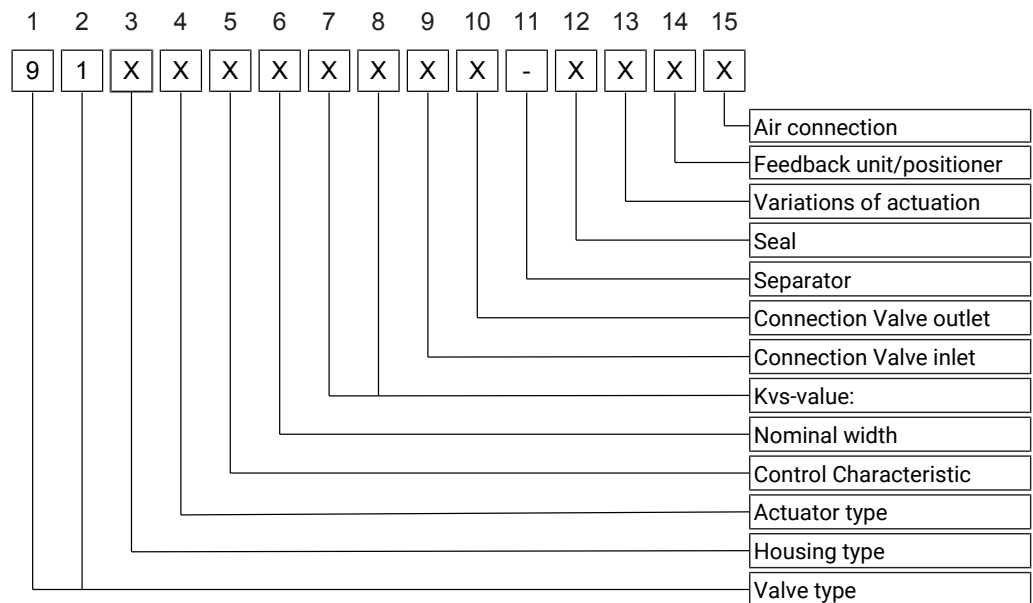 1 2 3 4 5 6 7 8 9 10 11 12 13 14 15
9 1 X X X X X X X X - X X X X
Air connection
Feedback unit/positioner
Variations of actuation
Seal
Separator
Connection Valve outlet
Connection Valve inlet
Kvs-value:
Nominal width
Control Characteristic
Actuator type
Housing type
Valve type